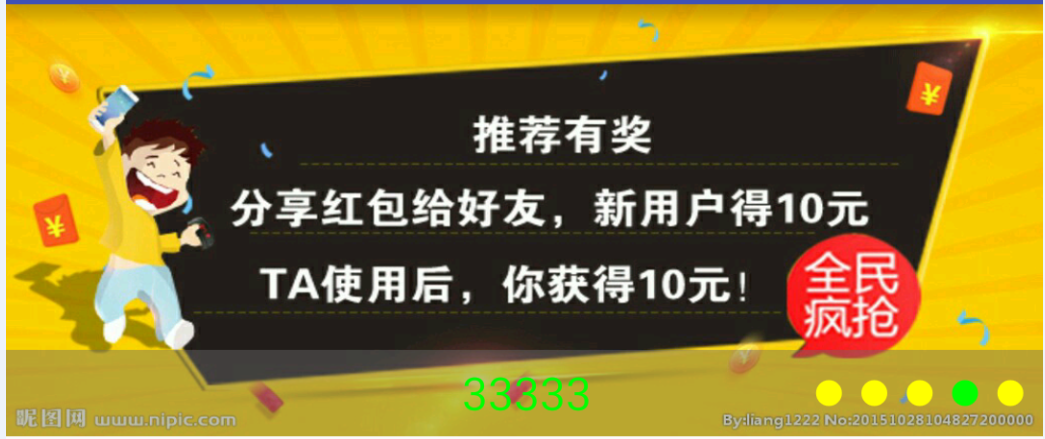 推荐有奖
分享红包给好友，新用户得10元
TA使用后，你获得10元！
全民
疯抢
¥
¥
33333
昵图网 www.nipic.com
By:liang1222 No:20151028104827200000